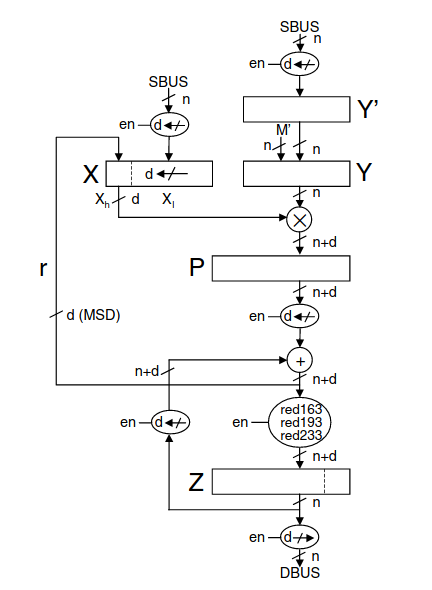 SBUS
n
en d
Y'
SBUS
n
M'
en d
n n
X d Y
X_h d X_l n
×
n+d
r P
n+d
d (MSD) en d
n+d +
n+d
red163
en d en red193
red233
n+d
Z
n
en d
n
DBUS